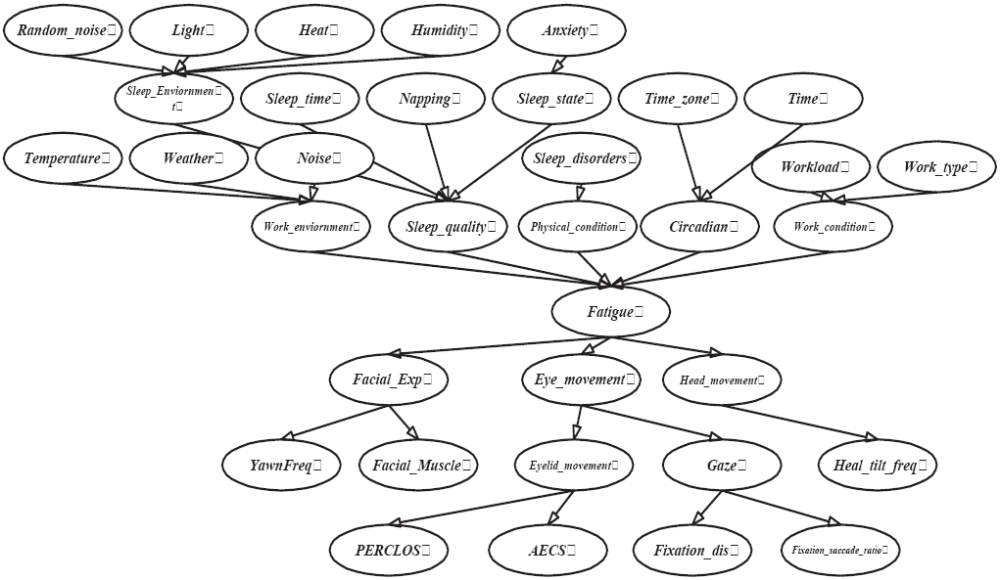 Random_noise
Light
Heat
Humidity
Anxiety
Sleep_Enviornmen
t
Sleep_time
Napping
Sleep_state
Time_zone
Time
Temperature
Weather
Noise
Sleep_disorders
Workload
Work_type
Work_enviornment
Sleep_quality
Physical_condition
Circadian
Work_condition
Fatigue
Facial_Exp
Eye_movement
Head_movement
YawnFreq
Facial_Muscle
Eyelid_movement
Gaze
Heal_tilt_freq
PERCLOS
AECS
Fixation_dis
Fixation_saccade_ratio